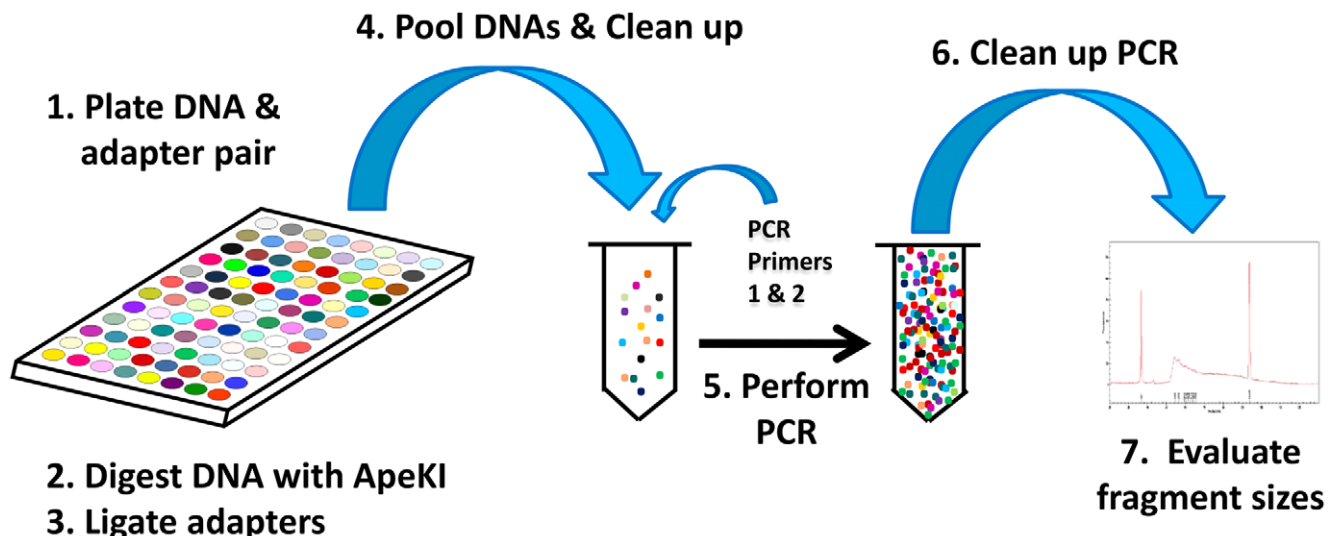 4. Pool DNAs & Clean up
6. Clean up PCR
1. Plate DNA &
adapter pair
PCR
Primers
1 & 2
5. Perform
PCR
2. Digest DNA with ApeKI
3. Ligate adapters
7. Evaluate
fragment sizes